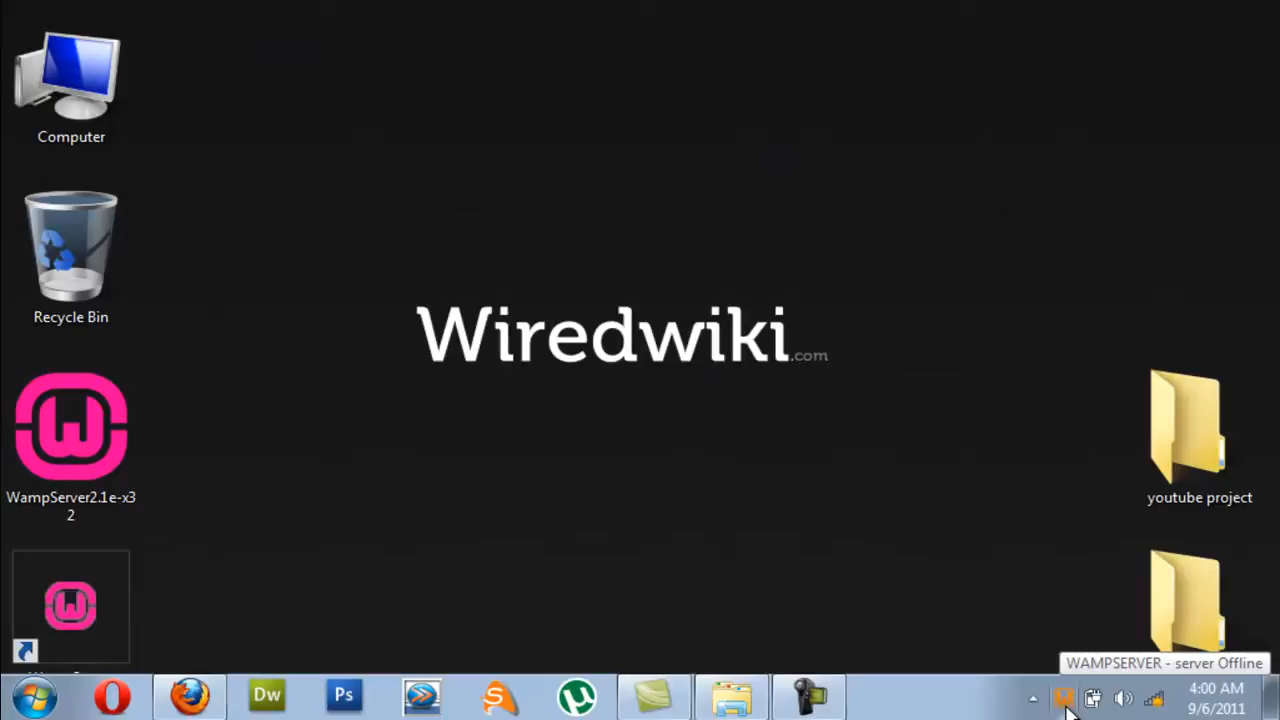 Computer
Recycle Bin
WampServer2.1e-x3
2
Wiredwiki.com
youtube project
WAMPSERVER - server Offline
Dw
Ps
4:00 AM
9/6/2011